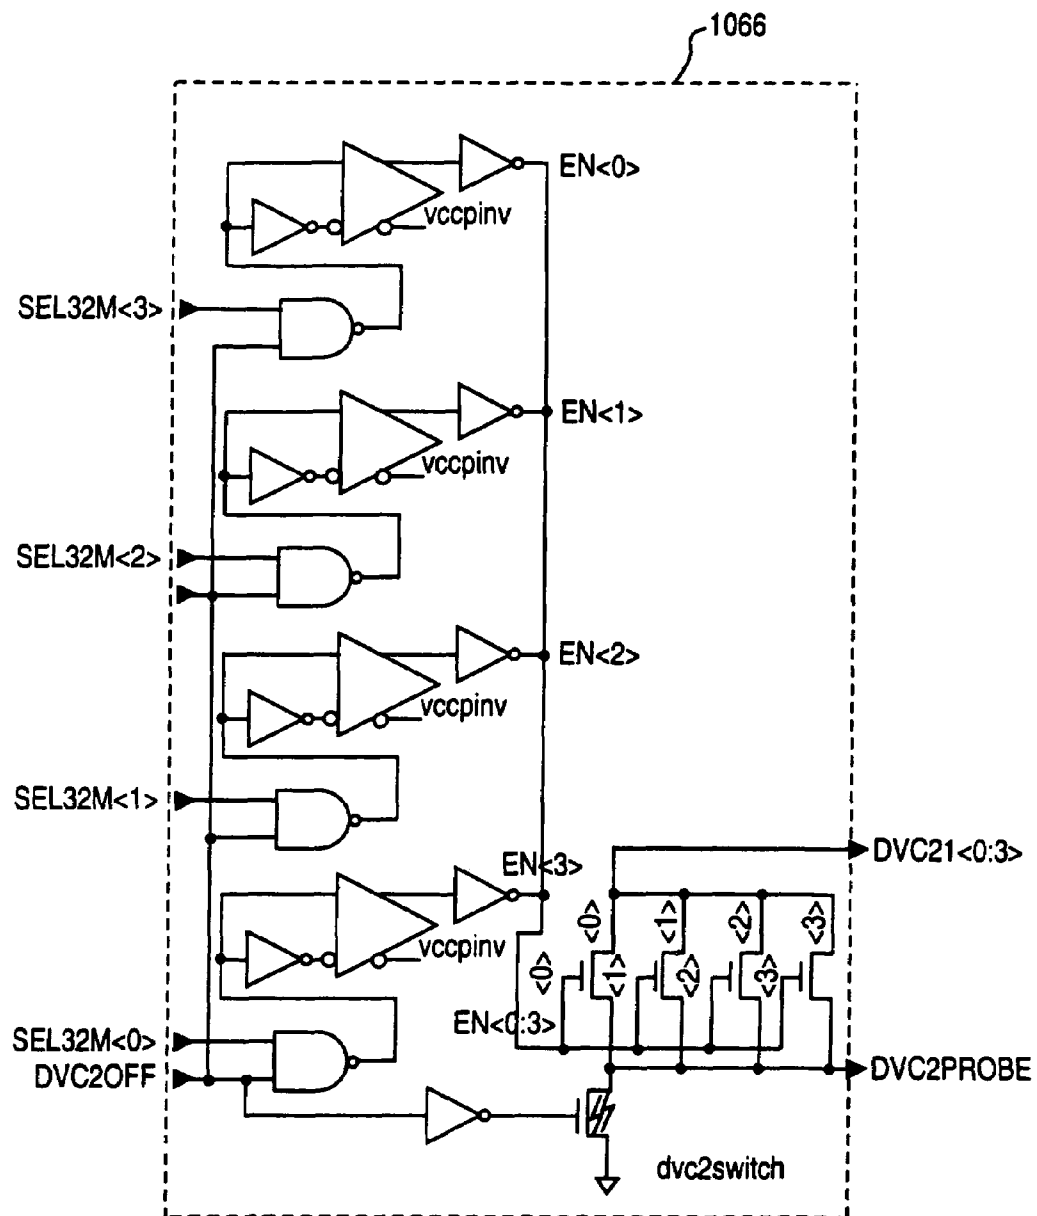 1066
EN<0>
vccpinv
SEL32M<3>
EN<1>
vccpinv
SEL32M<2>
EN<2>
vccpinv
SEL32M<1>
DVC21<0:3>
EN<3>
<0>
<1>
<2>
<3>
vccpinv
<0>
<1>
<2>
<3>
EN<0:3>
SEL32M<0>
DVC2OFF
DVC2PROBE
dvc2switch